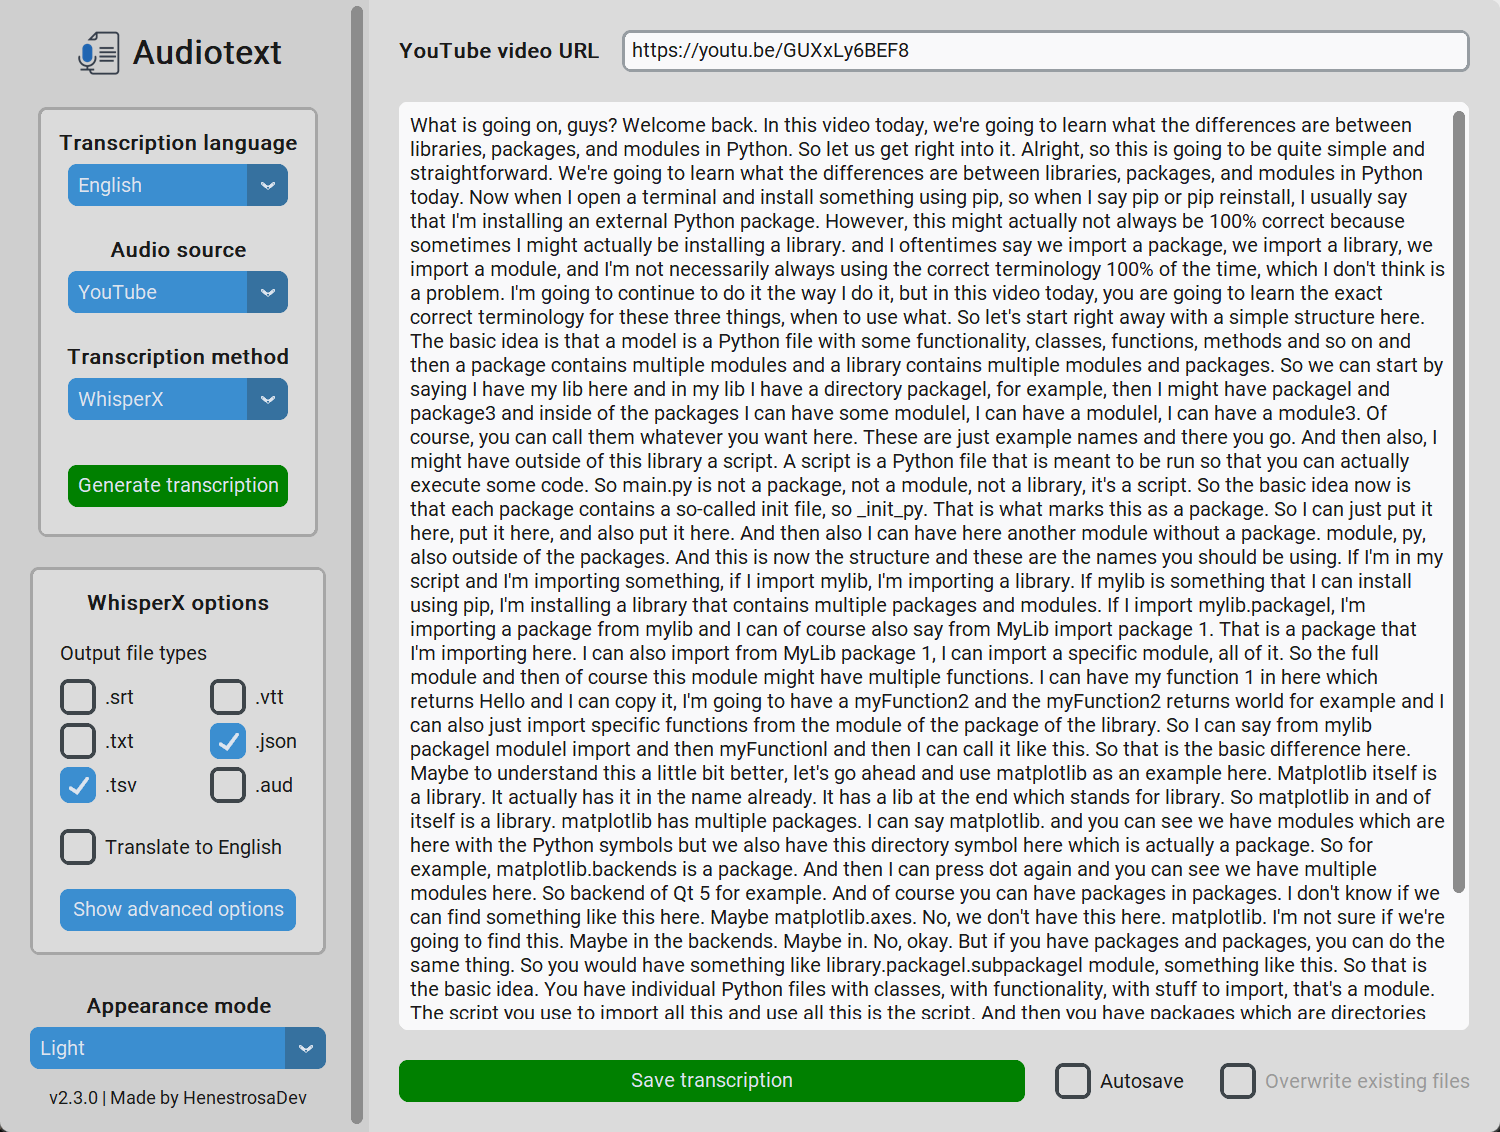 Audiotext
Transcription language
English
Audio source
YouTube
Transcription method
WhisperX
Generate transcription
WhisperX options
Output file types
.srt
.vtt
.txt
.json
.tsv
.aud
Translate to English
Show advanced options
Appearance mode
Light
v2.3.0 | Made by HenestrosaDev
YouTube video URL
https://youtu.be/GUXxLy6BEF8
What is going on, guys? Welcome back. In this video today, we're going to learn what the differences are between
libraries, packages, and modules in Python. So let us get right into it. Alright, so this is going to be quite simple and
straightforward. We're going to learn what the differences are between libraries, packages, and modules in Python
today. Now when I open a terminal and install something using pip, so when I say pip or pip reinstall, I usually say
that I'm installing an external Python package. However, this might actually not always be 100% correct because
sometimes I might actually be installing a library. and I oftentimes say we import a package, we import a library, we
import a module, and I'm not necessarily always using the correct terminology 100% of the time, which I don't think is
a problem. I'm going to continue to do it the way I do it, but in this video today, you are going to learn the exact
correct terminology for these three things, when to use what. So let's start right away with a simple structure here.
The basic idea is that a model is a Python file with some functionality, classes, functions, methods and so on and
then a package contains multiple modules and a library contains multiple modules and packages. So we can start by
saying I have my lib here and in my lib I have a directory packagel, for example, then I might have packagel and
package3 and inside of the packages I can have some modulel, I can have a modulel, I can have a module3. Of
course, you can call them whatever you want here. These are just example names and there you go. And then also, I
might have outside of this library a script. A script is a Python file that is meant to be run so that you can actually
execute some code. So main.py is not a package, not a module, not a library, it's a script. So the basic idea now is
that each package contains a so-called init file, so _init_py. That is what marks this as a package. So I can just put it
here, put it here, and also put it here. And then also I can have here another module without a package. module, py,
also outside of the packages. And this is now the structure and these are the names you should be using. If I'm in my
script and I'm importing something, if I import mylib, I'm importing a library. If mylib is something that I can install
using pip, I'm installing a library that contains multiple packages and modules. If I import mylib.packagel, I'm
importing a package from mylib and I can of course also say from MyLib import package 1. That is a package that
I'm importing here. I can also import from MyLib package 1, I can import a specific module, all of it. So the full
module and then of course this module might have multiple functions. I can have my function 1 in here which
returns Hello and I can copy it, I'm going to have a myFunction2 and the myFunction2 returns world for example and I
can also just import specific functions from the module of the package of the library. So I can say from mylib
packagel modulel import and then myFunctionl and then I can call it like this. So that is the basic difference here.
Maybe to understand this a little bit better, let's go ahead and use matplotlib as an example here. Matplotlib itself is
a library. It actually has it in the name already. It has a lib at the end which stands for library. So matplotlib in and of
itself is a library. matplotlib has multiple packages. I can say matplotlib. and you can see we have modules which are
here with the Python symbols but we also have this directory symbol here which is actually a package. So for
example, matplotlib.backends is a package. And then I can press dot again and you can see we have multiple
modules here. So backend of Qt 5 for example. And of course you can have packages in packages. I don't know if we
can find something like this here. Maybe matplotlib.axes. No, we don't have this here. matplotlib. I'm not sure if we're
going to find this. Maybe in the backends. Maybe in. No, okay. But if you have packages and packages, you can do the
same thing. So you would have something like library.packagel.subpackagel module, something like this. So that is
the basic idea. You have individual Python files with classes, with functionality, with stuff to import, that's a module.
The script you use to import all this and use all this is the script. And then you have packages which are directories
Save transcription
Autosave
Overwrite existing files